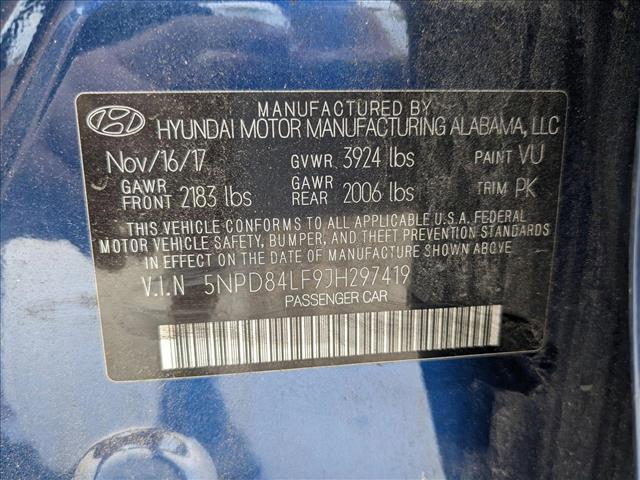 MANUFACTURED BY
HYUNDAI MOTOR MANUFACTURING ALABAMA, LLC
Nov/16/17 GVWR 3924 lbs PAINT VU
GAWR FRONT 2183 lbs GAWR REAR 2006 lbs TRIM PK
THIS VEHICLE CONFORMS TO ALL APPLICABLE U.S.A. FEDERAL
MOTOR VEHICLE SAFETY, BUMPER, AND THEFT PREVENTION STANDARDS
IN EFFECT ON THE DATE OF MANUFACTURE SHOWN ABOVE.
V.I.N 5NPD84LF9JH297419
PASSENGER CAR